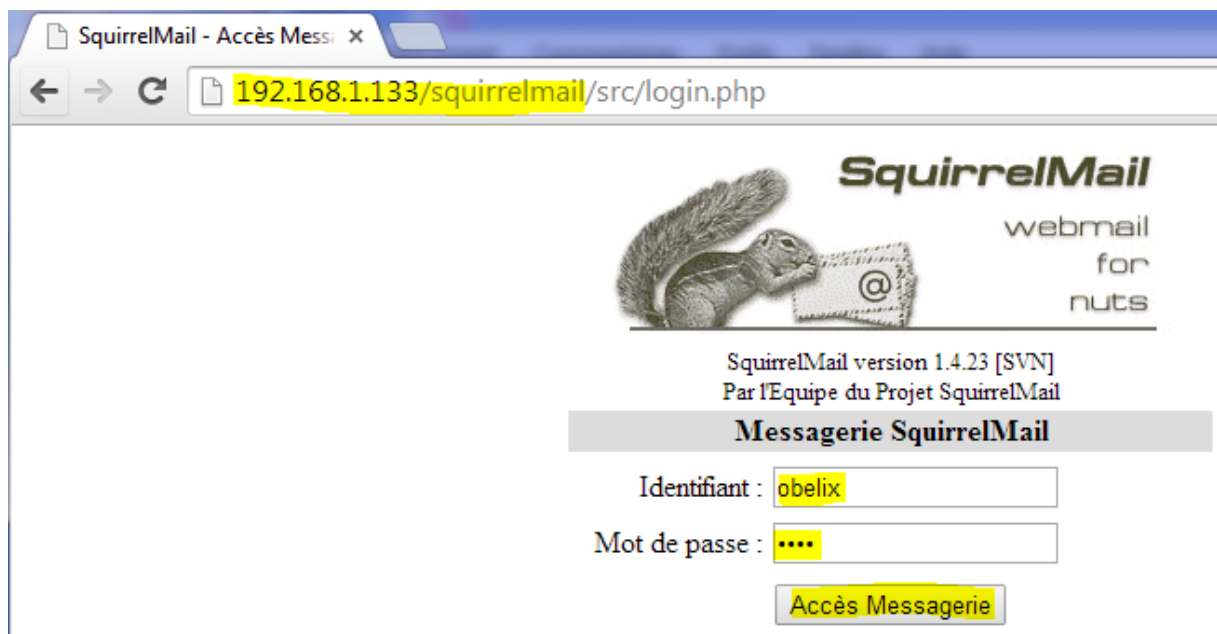 SquirrelMail - Accès Mess
192.168.1.133/squirrelmail/src/login.php
SquirrelMail
webmail
for
nuts
@
SquirrelMail version 1.4.23 [SVN]
Par l'Equipe du Projet SquirrelMail
Messagerie SquirrelMail
Identifiant : obelix
Mot de passe : ••••
Accès Messagerie